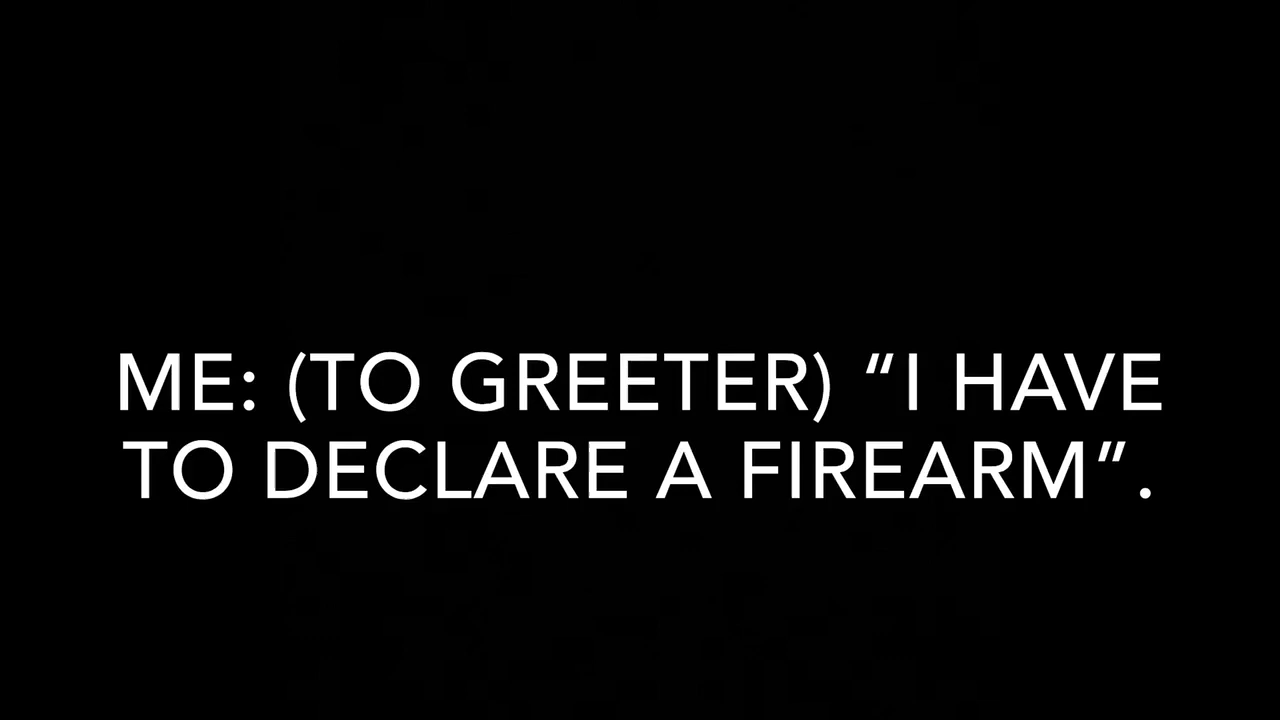 ME: (TO GREETER) “I HAVE
TO DECLARE A FIREARM”.